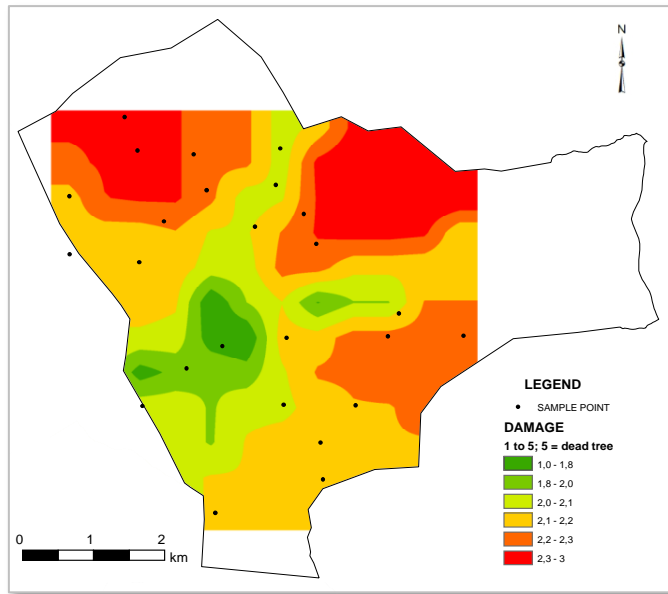 N
LEGEND
SAMPLE POINT
DAMAGE
1 to 5; 5 = dead tree
1,0 - 1,8
1,8 - 2,0
2,0 - 2,1
2,1 - 2,2
2,2 - 2,3
2,3 - 3
0 1 2
km